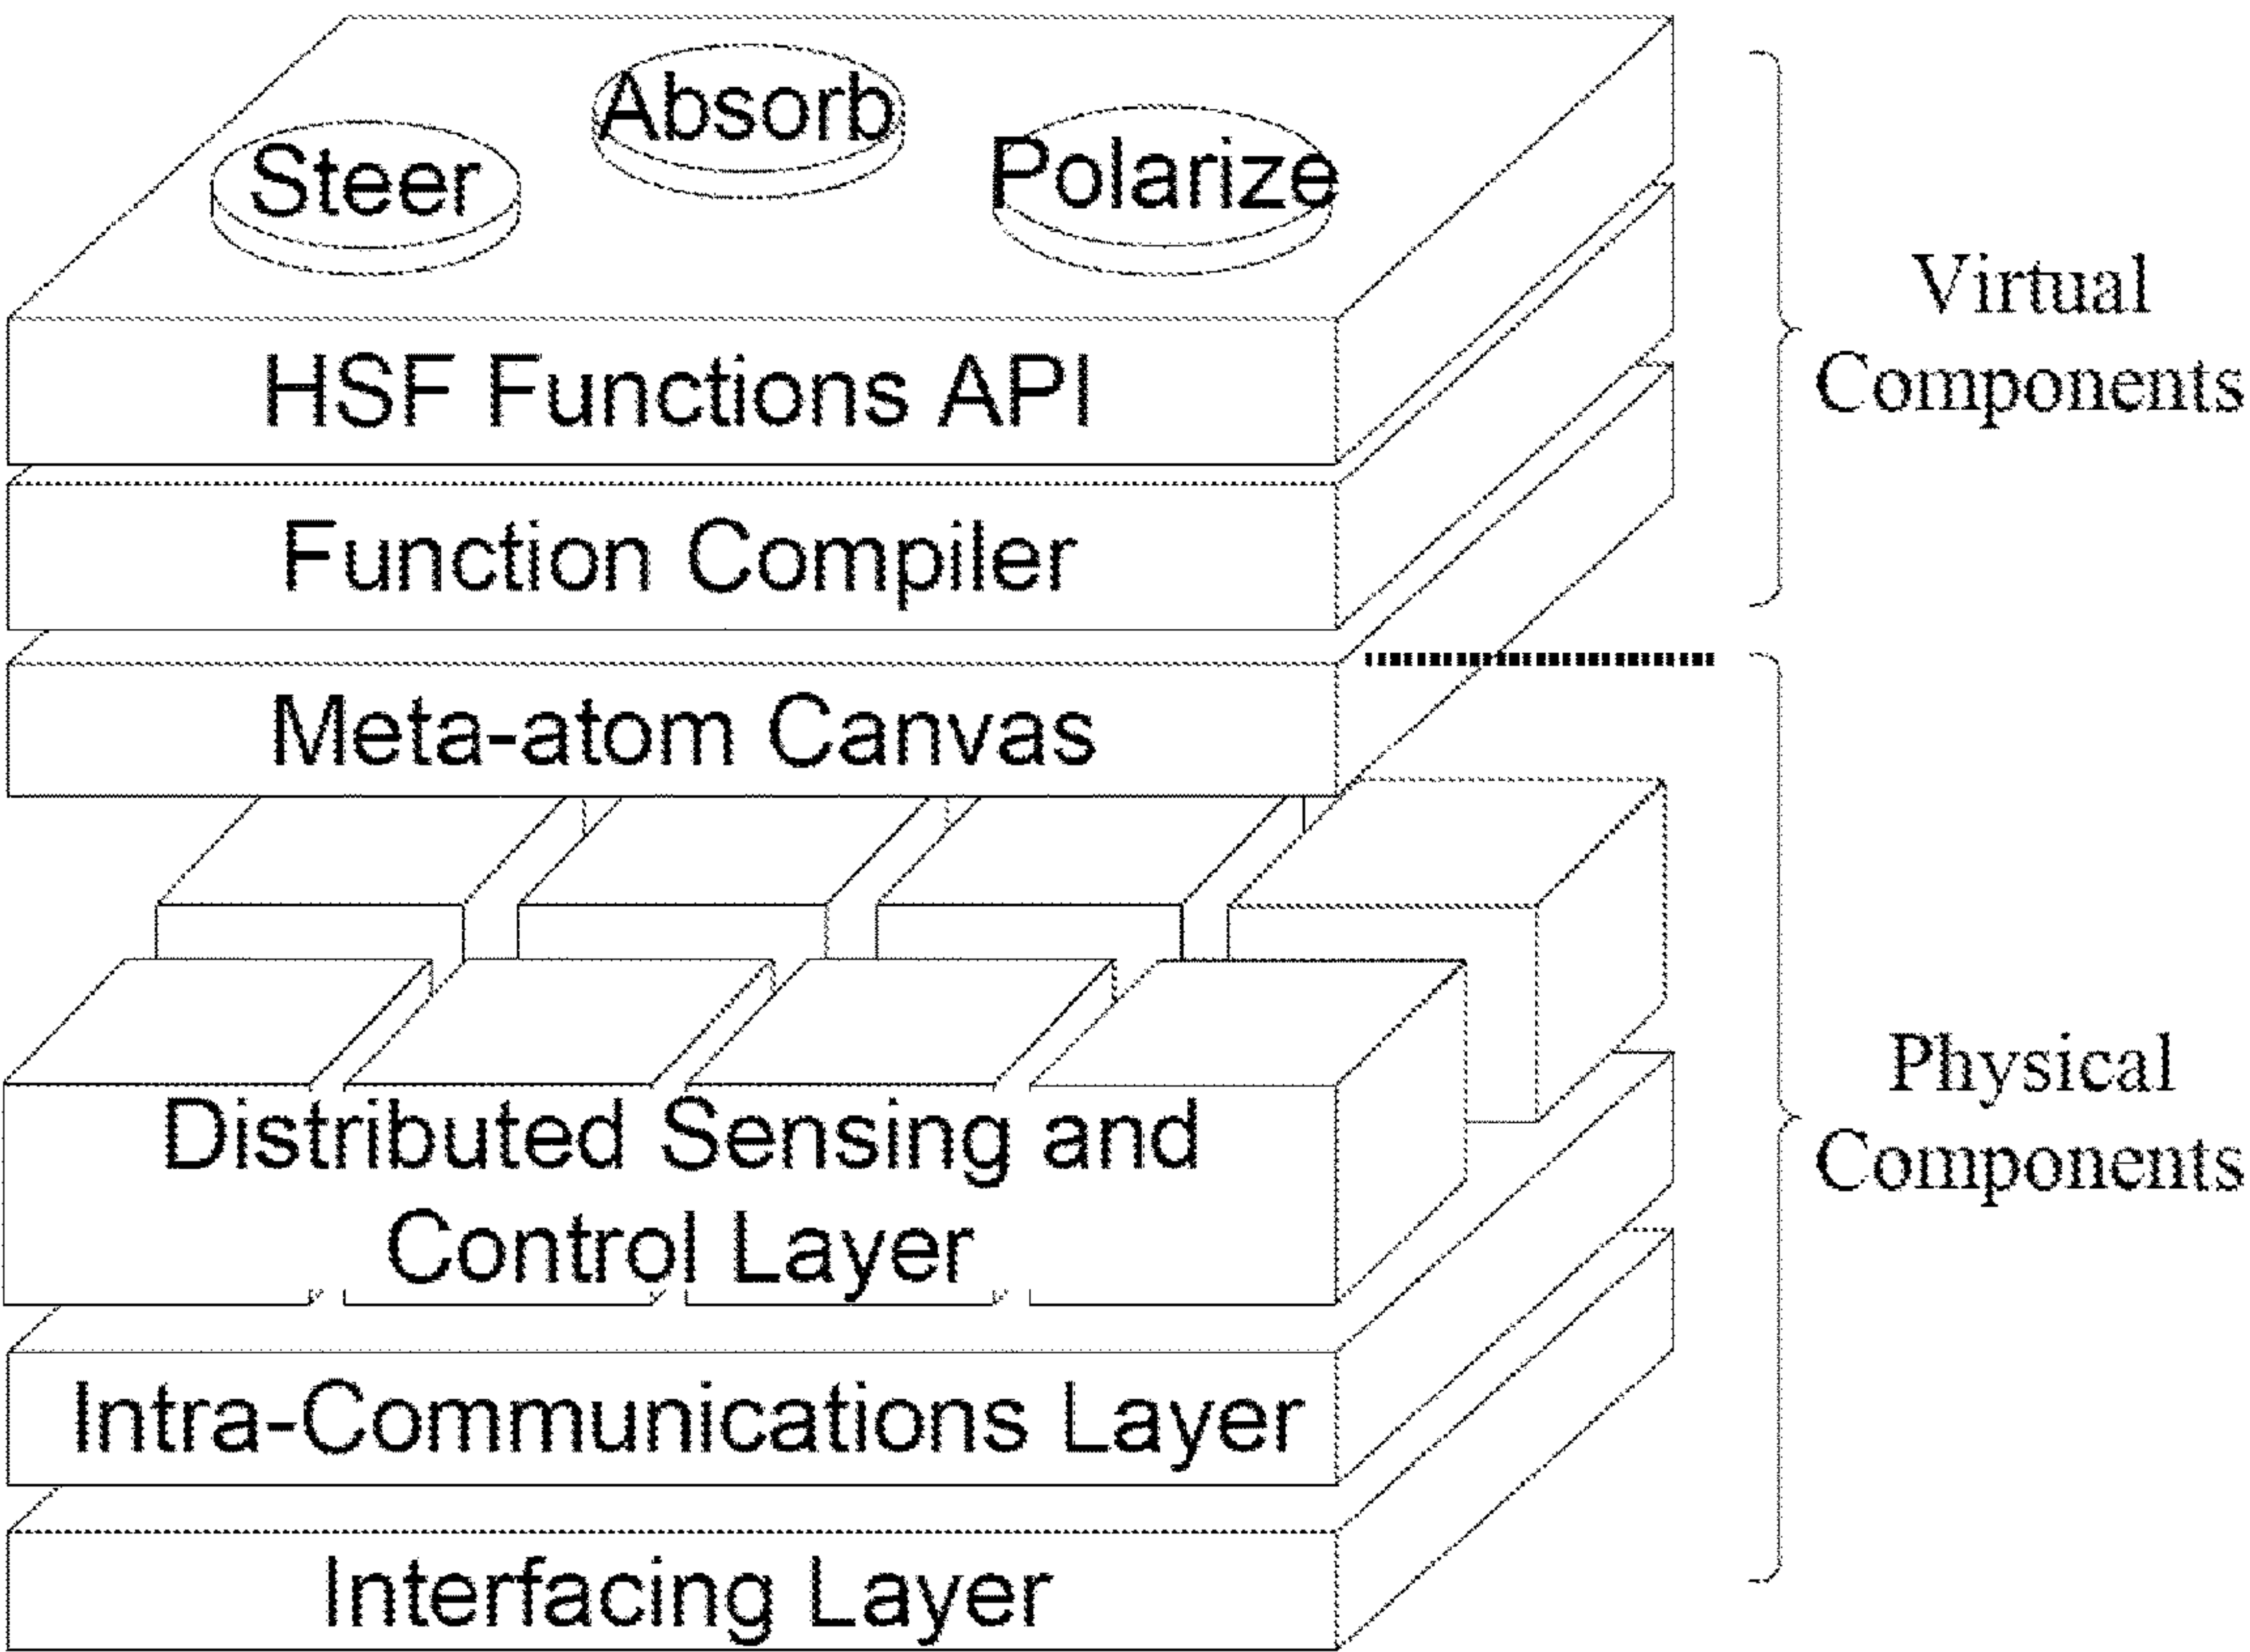 Absorb
Steer
Polarize
HSF Functions API
Function Compiler
Meta-atom Canvas
Distributed Sensing and
Control Layer
Intra-Communications Layer
Interfacing Layer
Virtual
Components
Physical
Components